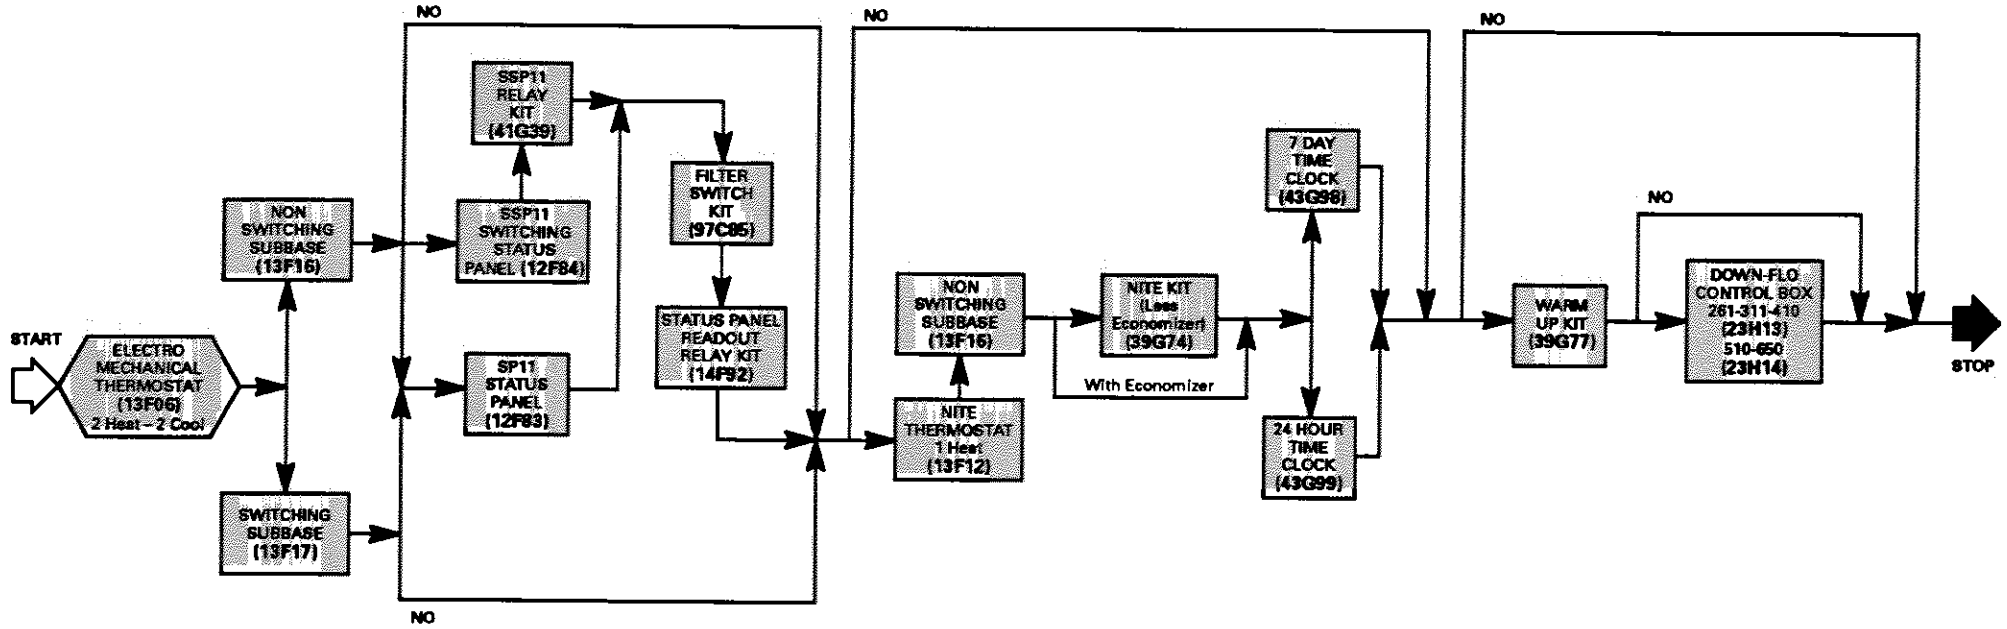 START
ELECTRO
MECHANICAL
THERMOSTAT
(13F06)
2 Heat – 2 Cool
NON
SWITCHING
SUBBASE
(13F16)
SWITCHING
SUBBASE
(13F17)
NO
SSP11
RELAY
KIT
(41G39)
SSP11
SWITCHING
STATUS
PANEL (12F84)
SP11
STATUS
PANEL
(12F83)
FILTER
SWITCH
KIT
(97C85)
STATUS PANEL
READOUT
RELAY KIT
(14F92)
NO
NO
NON
SWITCHING
SUBBASE
(13F16)
NITE
THERMOSTAT
1 Heat
(13F12)
NITE KIT
(Less
Economizer)
(39G74)
With Economizer
7 DAY
TIME
CLOCK
(43G98)
24 HOUR
TIME
CLOCK
(43G99)
NO
WARM
UP KIT
(39G77)
NO
DOWN-FLO
CONTROL BOX
261-311-410
(23H13)
510-650
(23H14)
STOP